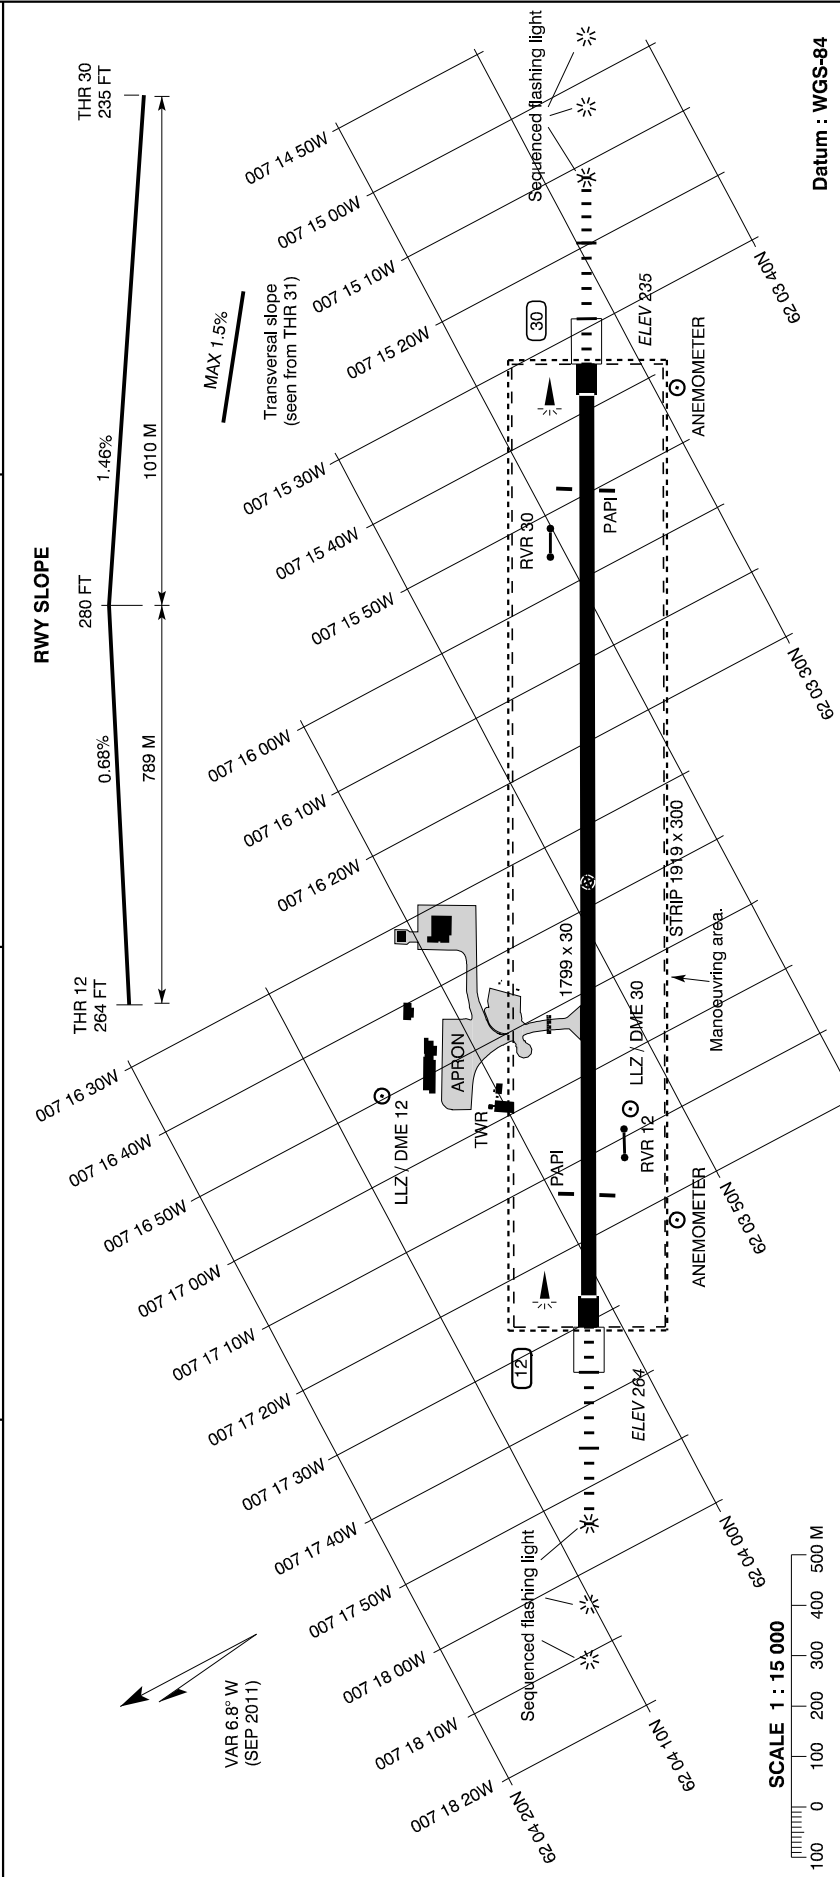 RWY SLOPE
THR 12
264 FT
0.68%
789 M
280 FT
1.46%
1010 M
THR 30
235 FT
MAX 1.5%
Transversal slope
(seen from THR 31)
VAR 6.8° W
(SEP 2011)
007 18 20W
007 18 10W
007 18 00W
007 17 50W
007 17 40W
007 17 30W
007 17 20W
007 17 10W
007 17 00W
007 16 50W
007 16 40W
007 16 30W
007 16 20W
007 16 10W
007 16 00W
007 15 50W
007 15 40W
007 15 30W
007 15 20W
007 15 10W
007 15 00W
007 14 50W
LLZ / DME 12
APRON
TWR
Sequenced flashing light
12
PAPI
1799 x 30
RVR 30
30
Sequenced flashing light
PAPI
ELEV 264
RVR 12
LLZ / DME 30
ELEV 235
STRIP 1919 x 300
ANEMOMETER
Manoeuvring area.
ANEMOMETER
62 04 20N
62 04 10N
62 04 00N
62 03 50N
62 03 30N
62 03 40N
SCALE 1 : 15 000
100 0 100 200 300 400 500 M
Datum : WGS-84